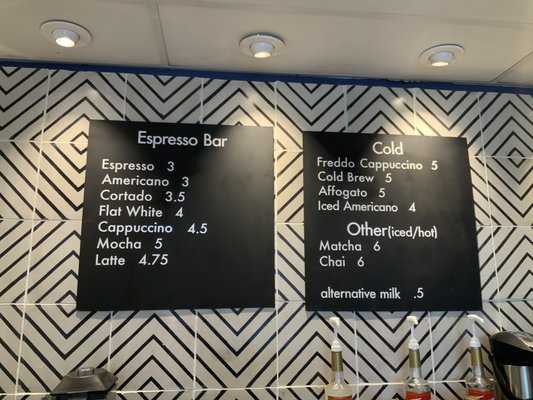 Espresso Bar
Espresso 3
Americano 3
Cortado 3.5
Flat White 4
Cappuccino 4.5
Mocha 5
Latte 4.75
Cold
Freddo Cappuccino 5
Cold Brew 5
Affogato 5
Iced Americano 4
Other(iced/hot)
Matcha 6
Chai 6
alternative milk .5